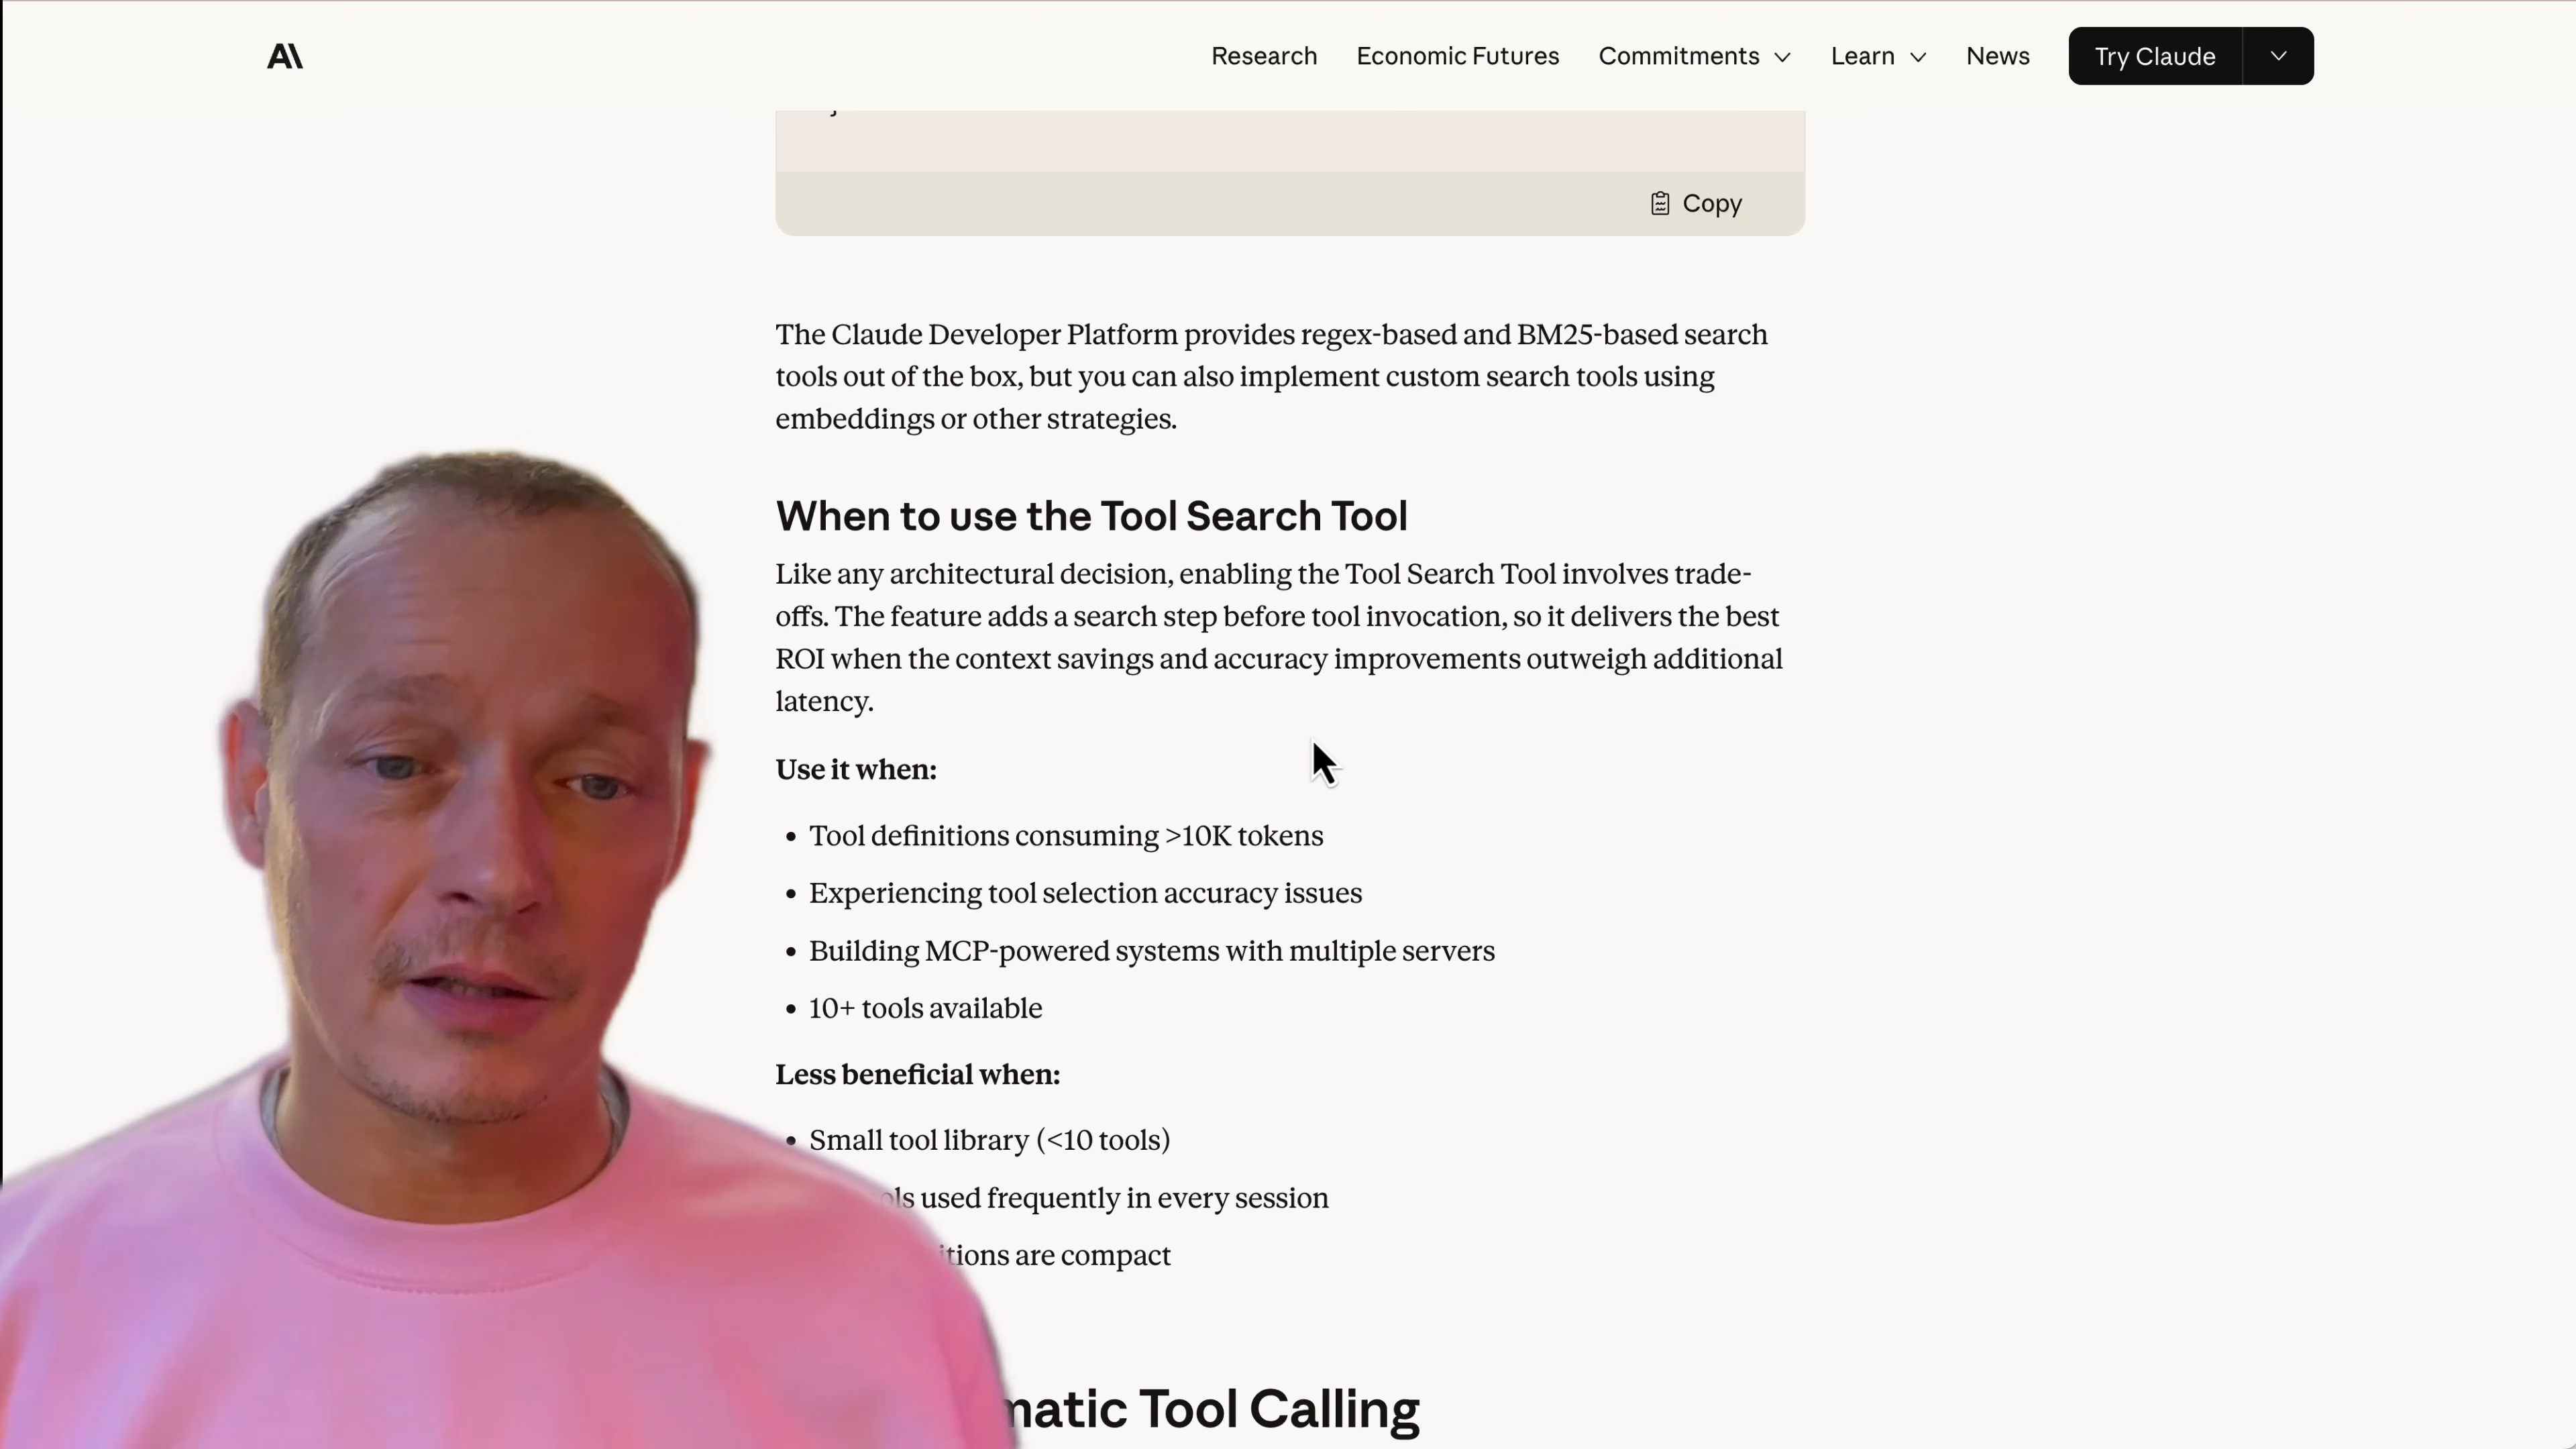 Research Economic Futures Commitments Learn News Try Claude
Copy
The Claude Developer Platform provides regex-based and BM25-based search
tools out of the box, but you can also implement custom search tools using
embeddings or other strategies.
When to use the Tool Search Tool
Like any architectural decision, enabling the Tool Search Tool involves trade-
offs. The feature adds a search step before tool invocation, so it delivers the best
ROI when the context savings and accuracy improvements outweigh additional
latency.
Use it when:
• Tool definitions consuming >10K tokens
• Experiencing tool selection accuracy issues
• Building MCP-powered systems with multiple servers
• 10+ tools available
Less beneficial when:
• Small tool library (<10 tools)
used frequently in every session
are compact
Tool Calling